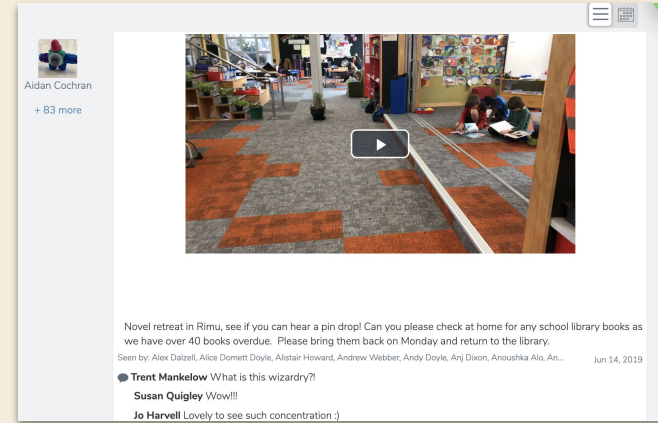 Aidan Cochran
+ 83 more
Novel retreat in Rimu, see if you can hear a pin drop! Can you please check at home for any school library books as
we have over 40 books overdue.  Please bring them back on Monday and return to the library.
Seen by: Alex Dalzell, Alice Domett Doyle, Alistair Howard, Andrew Webber, Andy Doyle, Anj Dixon, Anoushka Alo, An...
Jun 14, 2019
Trent Mankelow What is this wizardry?!
Susan Quigley Wow!!!
Jo Harvell Lovely to see such concentration :)